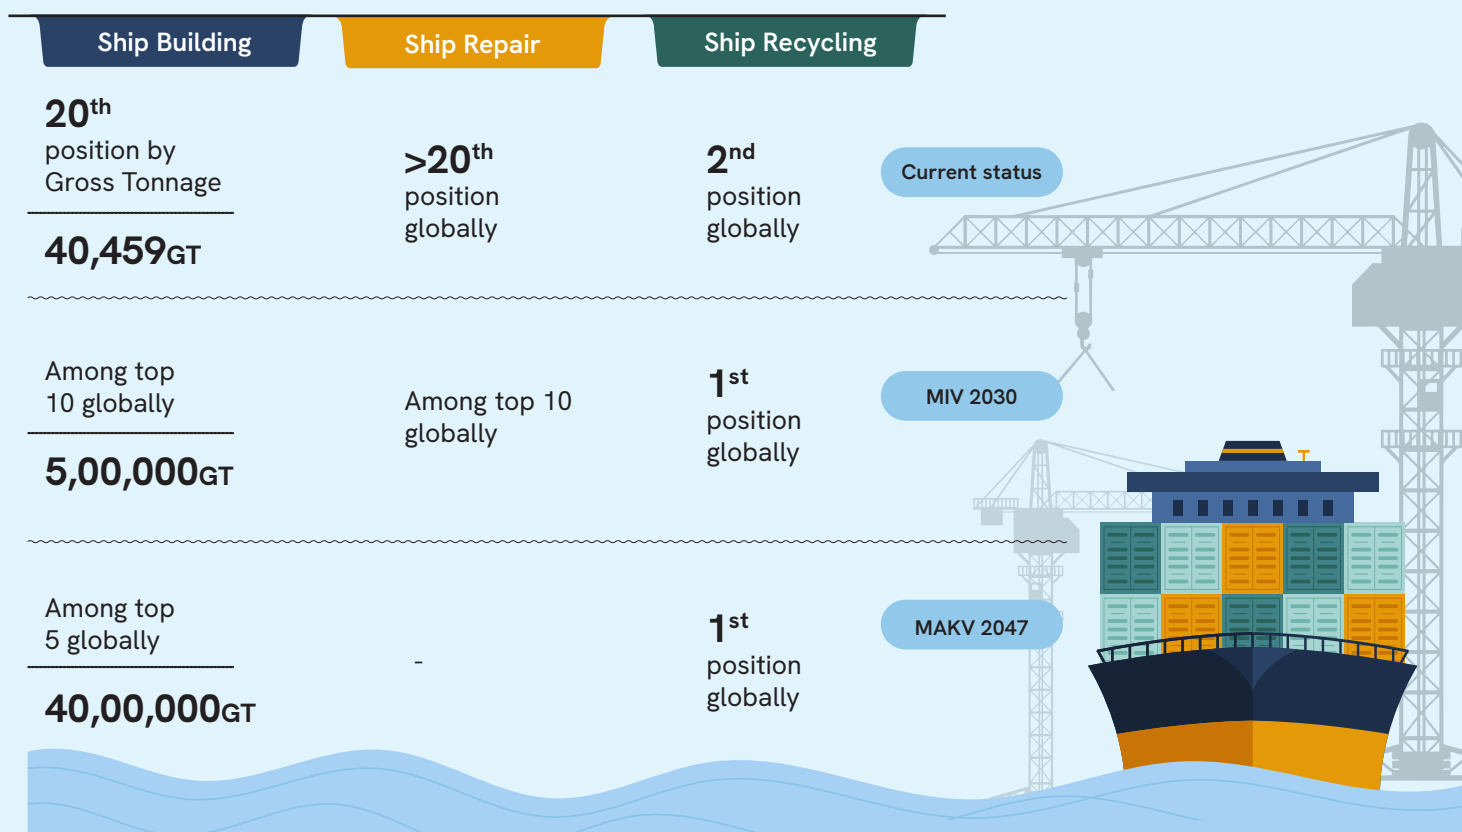 Ship Building
Ship Repair
Ship Recycling
20th
position by
Gross Tonnage
40,459GT
>20th
position
globally
2nd
position
globally
Current status
Among top
10 globally
5,00,000GT
Among top 10
globally
1st
position
globally
MIV 2030
Among top
5 globally
40,00,000GT
-
1st
position
globally
MAKV 2047